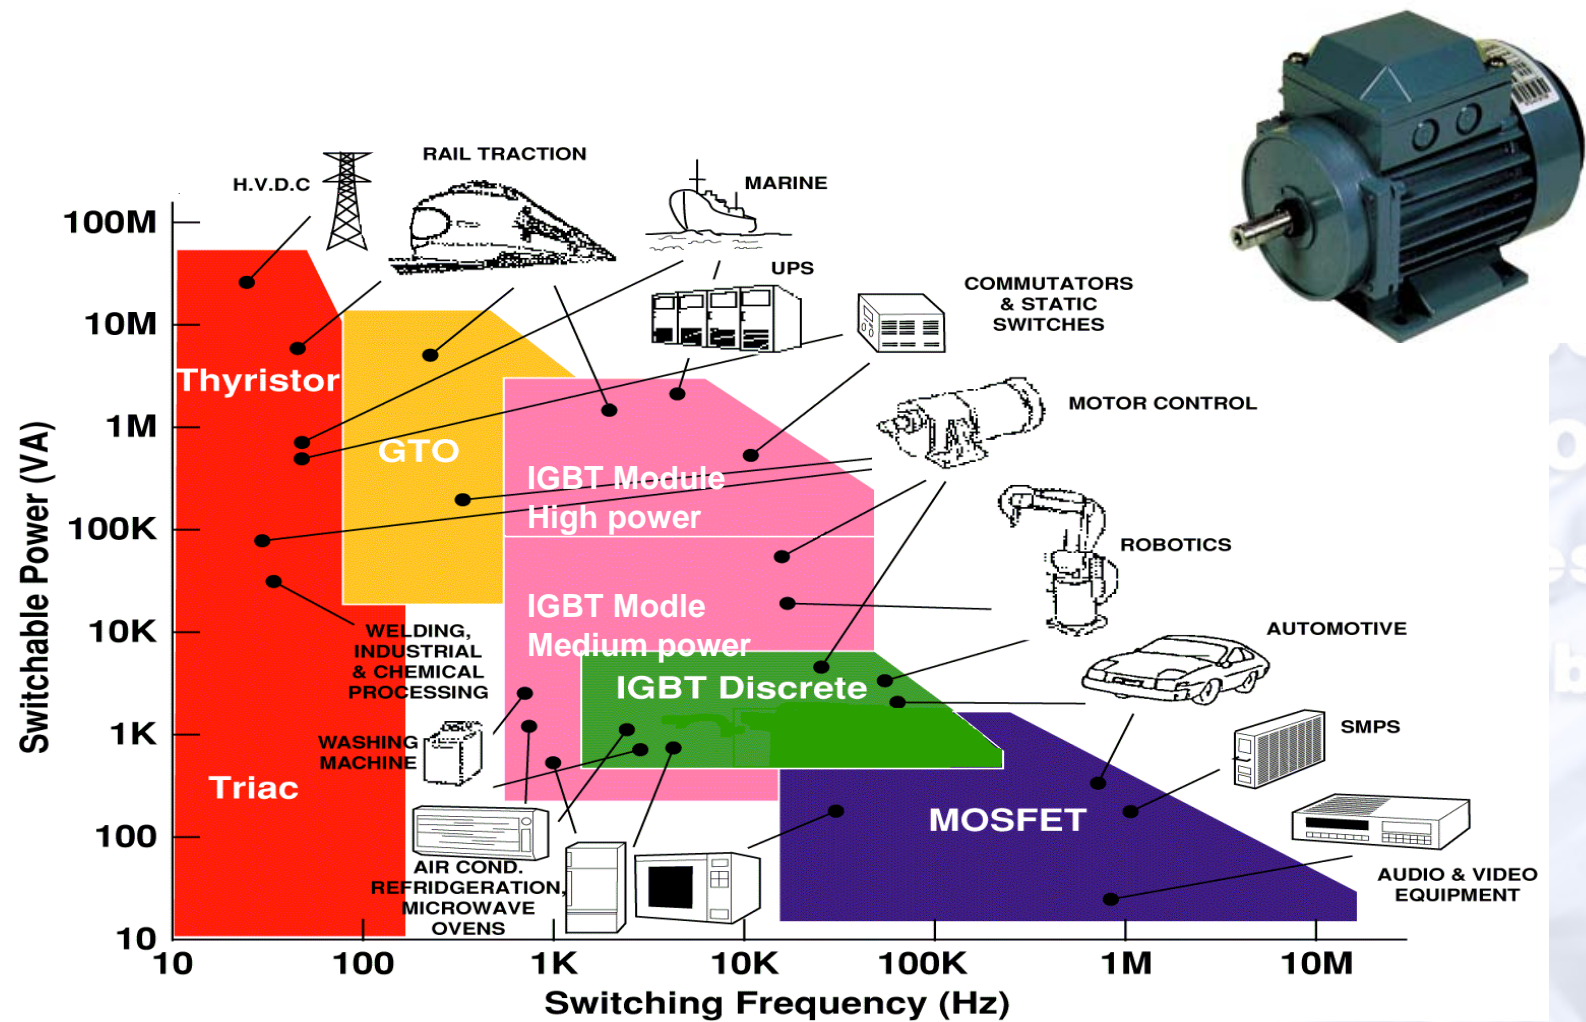 RAIL TRACTION
H.V.D.C
MARINE
UPS
COMMUTATORS
& STATIC
SWITCHES
MOTOR CONTROL
ROBOTICS
AUTOMOTIVE
SMPS
AUDIO & VIDEO
EQUIPMENT
Switchable Power (VA)
100M
10M
1M
100K
10K
1K
100
10
Thyristor
GTO
IGBT Module
High power
IGBT Modle
Medium power
IGBT Discrete
WELDING,
INDUSTRIAL
& CHEMICAL
PROCESSING
WASHING
MACHINE
Triac
MOSFET
AIR COND.
REFRIDGERATION,
MICROWAVE
OVENS
10 100 1K 10K 100K 1M 10M
Switching Frequency (Hz)